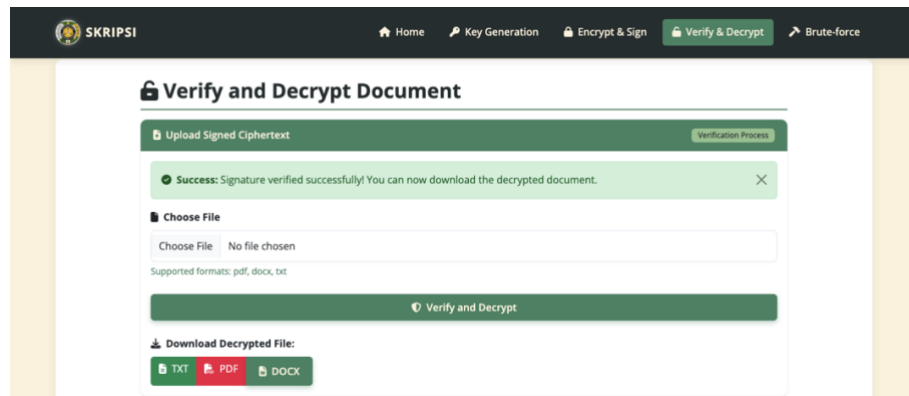 SKRIPSI Home Key Generation Encrypt & Sign Verify & Decrypt Brute-force
Verify and Decrypt Document
Upload Signed Ciphertext Verification Process
Success: Signature verified successfully! You can now download the decrypted document.
Choose File
Choose File No file chosen
Supported formats: pdf, docx, txt
Verify and Decrypt
Download Decrypted File:
TXT PDF DOCX